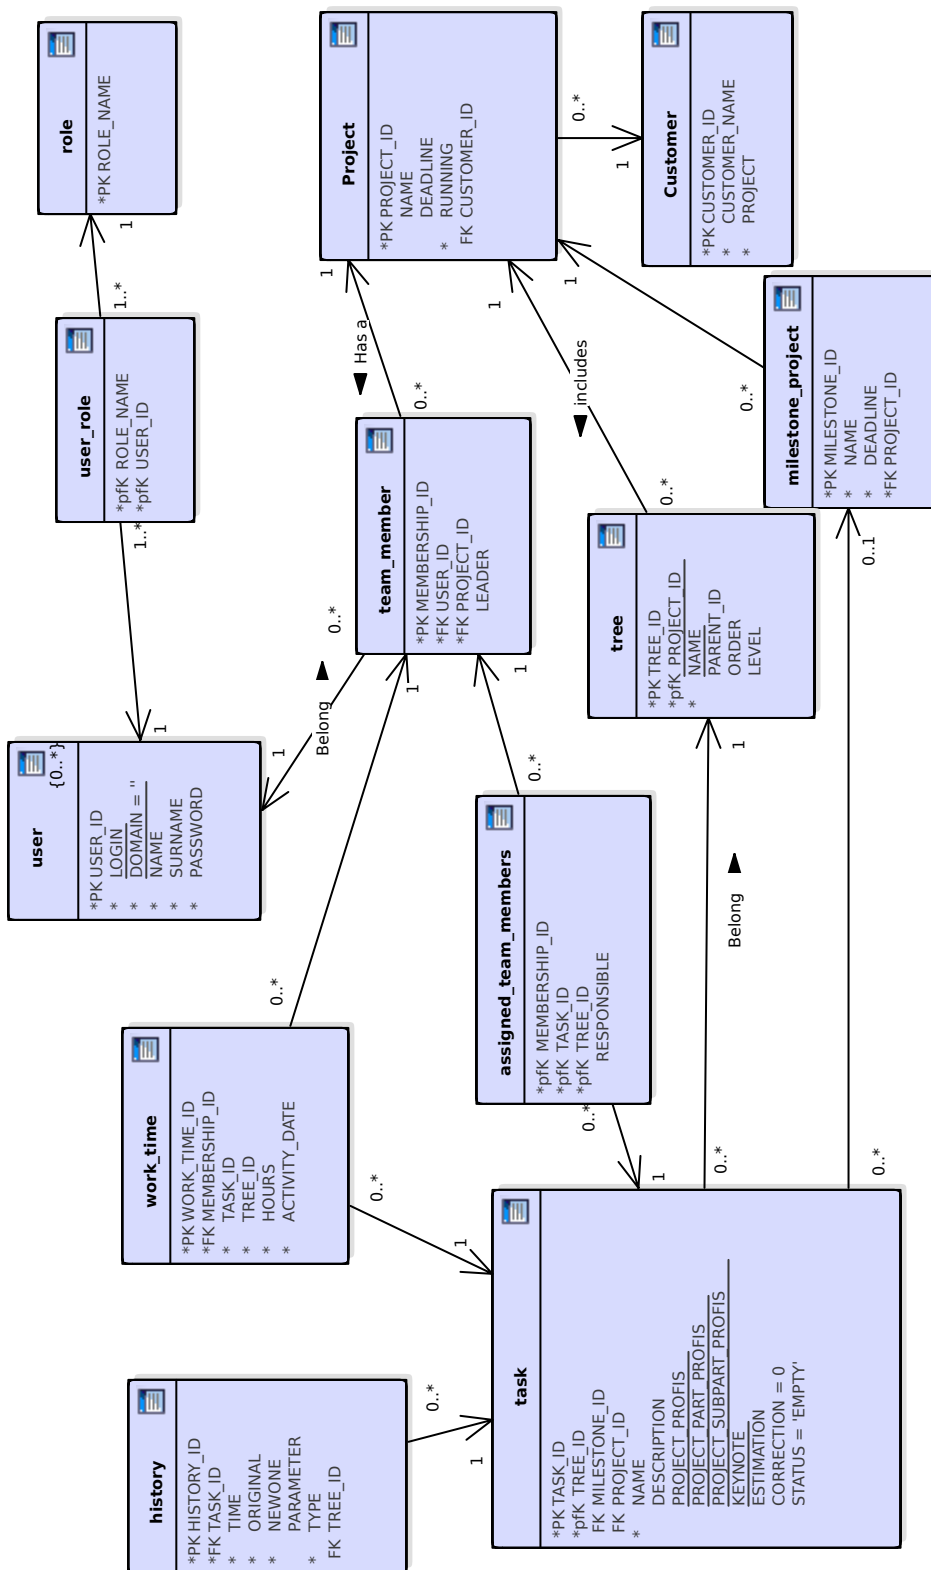 role
*PK ROLE_NAME
1
1..*
user_role
*pfK ROLE_NAME
*pfK USER_ID
1..*
1
user
{0..*}
*PK USER_ID
* LOGIN
* DOMAIN = ''
* NAME
* SURNAME
* PASSWORD
Project
*PK PROJECT_ID
NAME
DEADLINE
* RUNNING
FK CUSTOMER_ID
0..*
1
Customer
*PK CUSTOMER_ID
* CUSTOMER_NAME
* PROJECT
1
Has a
0..*
1
includes
0..*
1
0..*
milestone_project
*PK MILESTONE_ID
* NAME
* DEADLINE
*FK PROJECT_ID
0..1
team_member
*PK MEMBERSHIP_ID
*FK USER_ID
*FK PROJECT_ID
LEADER
0..*
Belong
1
1
1
tree
*PK TREE_ID
*pfK PROJECT_ID
* NAME
PARENT_ID
ORDER
LEVEL
1
Belong
0..*
0..*
assigned_team_members
*pfK MEMBERSHIP_ID
*pfK TASK_ID
*pfK TREE_ID
RESPONSIBLE
0..*
1
0..*
work_time
*PK WORK_TIME_ID
*FK MEMBERSHIP_ID
* TASK_ID
* TREE_ID
* HOURS
* ACTIVITY_DATE
0..*
1
history
*PK HISTORY_ID
*FK TASK_ID
* TIME
* ORIGINAL
* NEWONE
PARAMETER
* TYPE
FK TREE_ID
0..*
1
task
*PK TASK_ID
*pfK TREE_ID
FK MILESTONE_ID
FK PROJECT_ID
* NAME
DESCRIPTION
PROJECT_PROFIS
PROJECT_PART_PROFIS
PROJECT_SUBPART_PROFIS
KEYNOTE
ESTIMATION
CORRECTION = 0
STATUS = 'EMPTY'
0..*